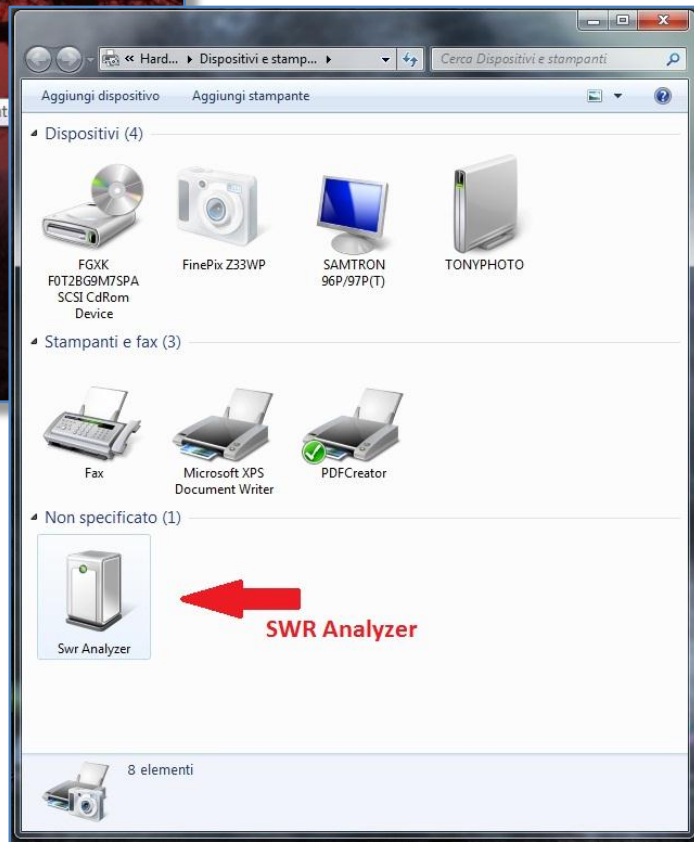 « Hard... ▸ Dispositivi e stamp... ▸
Cerca Dispositivi e stampanti
Aggiungi dispositivo Aggiungi stampante
Dispositivi (4)
FGXK
F0T2BG9M7SPA
SCSI CdRom
Device
FinePix Z33WP
SAMTRON
96P/97P(T)
TONYPHOTO
Stampanti e fax (3)
Fax
Microsoft XPS
Document Writer
PDFCreator
Non specificato (1)
Swr Analyzer
SWR Analyzer
8 elementi